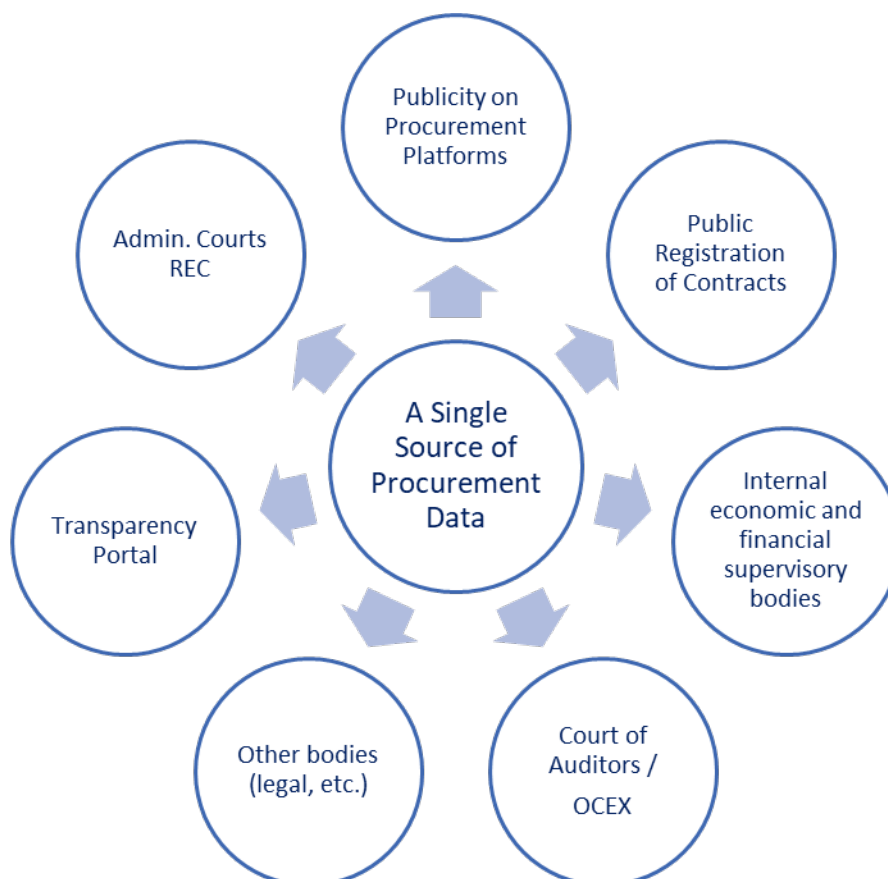 Publicity on
Procurement
Platforms
Admin. Courts
REC
Public
Registration
of Contracts
A Single
Source of
Procurement
Data
Transparency
Portal
Internal
economic and
financial
supervisory
bodies
Other bodies
(legal, etc.)
Court of
Auditors /
OCEX